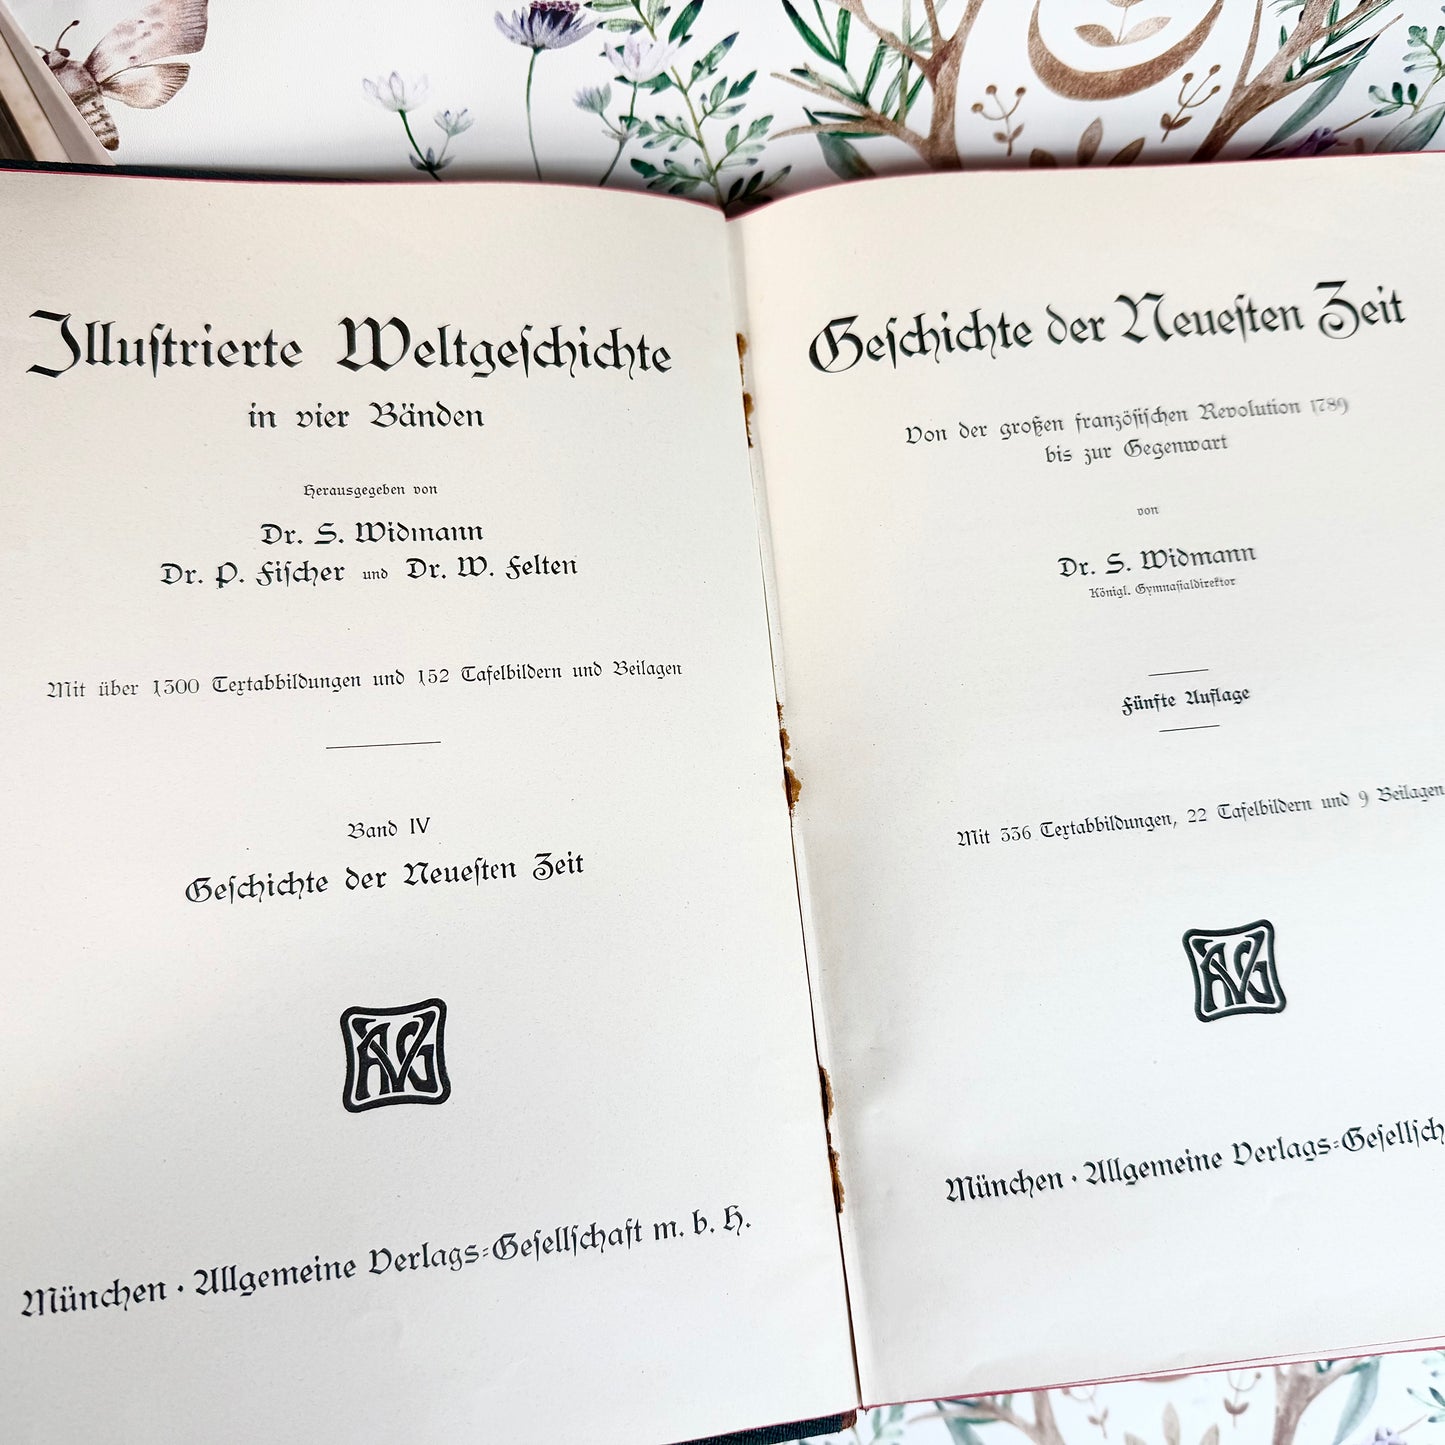 Illustrierte Weltgeschichte
in vier Bänden
Herausgegeben von
Dr. S. Widmann
Dr. P. Fischer und Dr. W. Felten
Mit über 1300 Textabbildungen und 152 Tafelbildern und Beilagen
Band IV
Geschichte der Neuesten Zeit
AVG
München · Allgemeine Verlags-Gesellschaft m. b. H.
Geschichte der Neuesten Zeit
Von der großen französischen Revolution 1789
bis zur Gegenwart
von
Dr. S. Widmann
Königl. Gymnasialdirektor
Fünfte Auflage
Mit 336 Textabbildungen, 22 Tafelbildern und 9 Beilagen
AVG
München · Allgemeine Verlags-Gesellsch